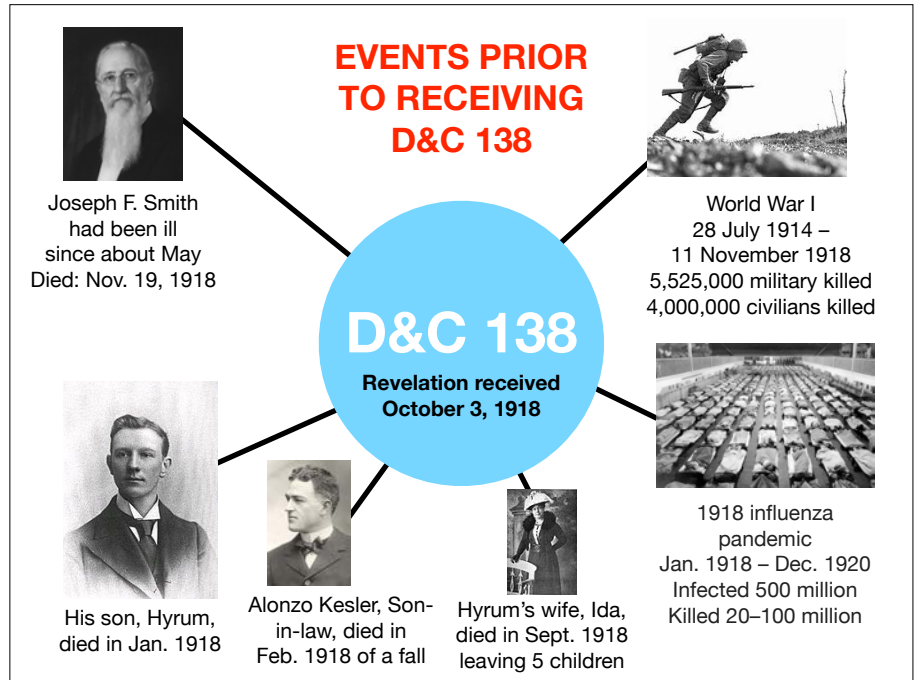 EVENTS PRIOR
TO RECEIVING
D&C 138
Joseph F. Smith
had been ill
since about May
Died: Nov. 19, 1918
World War I
28 July 1914 –
11 November 1918
5,525,000 military killed
4,000,000 civilians killed
D&C 138
Revelation received
October 3, 1918
His son, Hyrum,
died in Jan. 1918
Alonzo Kesler, Son-
in-law, died in
Feb. 1918 of a fall
Hyrum's wife, Ida,
died in Sept. 1918
leaving 5 children
1918 influenza
pandemic
Jan. 1918 – Dec. 1920
Infected 500 million
Killed 20–100 million